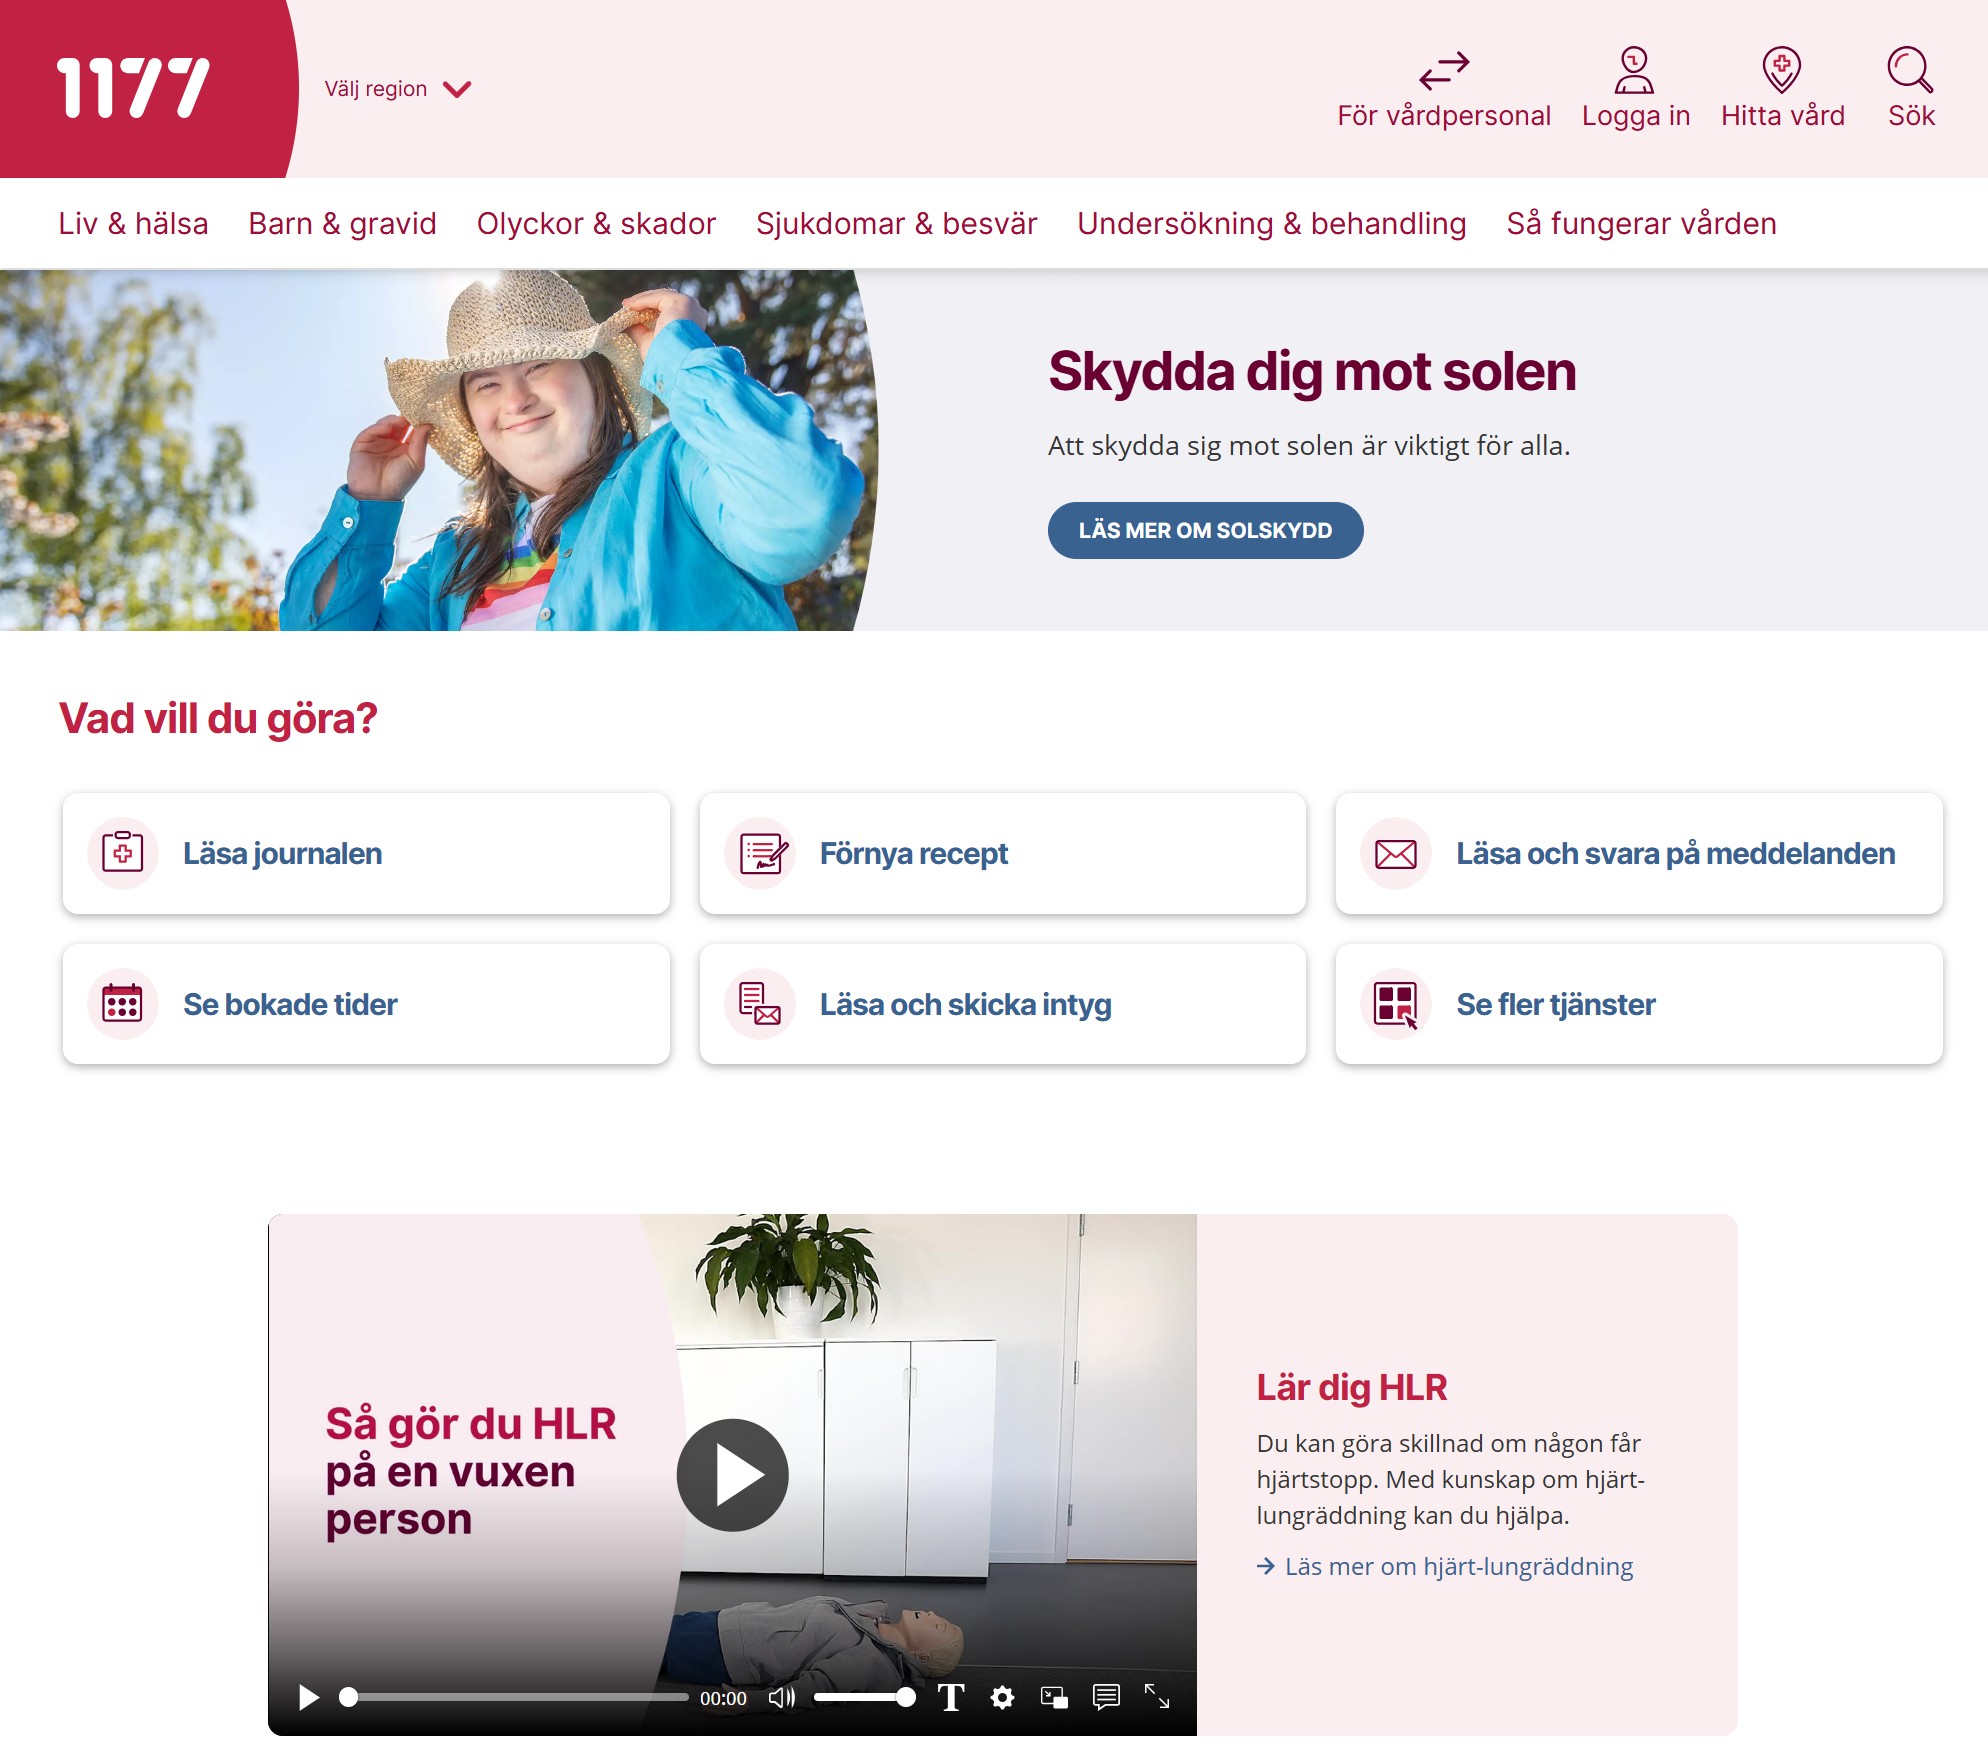 1177
Välj region
För vårdpersonal
Logga in
Hitta vård
Sök
Liv & hälsa
Barn & gravid
Olyckor & skador
Sjukdomar & besvär
Undersökning & behandling
Så fungerar vården
Skydda dig mot solen
Att skydda sig mot solen är viktigt för alla.
LÄS MER OM SOLSKYDD
Vad vill du göra?
Läsa journalen
Förnya recept
Läsa och svara på meddelanden
Se bokade tider
Läsa och skicka intyg
Se fler tjänster
Så gör du HLR
på en vuxen
person
00:00
T
Lär dig HLR
Du kan göra skillnad om någon får
hjärtstopp. Med kunskap om hjärt-
lungräddning kan du hjälpa.
Läs mer om hjärt-lungräddning